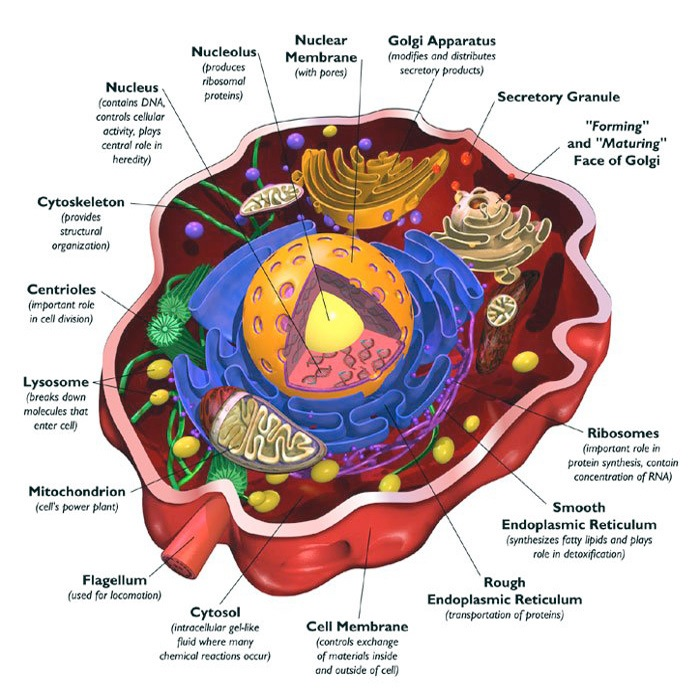 Nucleolus
(produces
ribosomal
proteins)
Nuclear
Membrane
(with pores)
Golgi Apparatus
(modifies and distributes
secretory products)
Nucleus
(contains DNA,
controls cellular
activity, plays
central role in
heredity)
Secretory Granule
"Forming"
and "Maturing"
Face of Golgi
Cytoskeleton
(provides
structural
organization)
Centrioles
(important role
in cell division)
Lysosome
(breaks down
molecules that
enter cell)
Mitochondrion
(cell's power plant)
Flagellum
(used for locomotion)
Cytosol
(intracellular gel-like
fluid where many
chemical reactions occur)
Cell Membrane
(controls exchange
of materials inside
and outside of cell)
Rough
Endoplasmic Reticulum
(transportation of proteins)
Smooth
Endoplasmic Reticulum
(synthesizes fatty lipids and plays
role in detoxification)
Ribosomes
(important role in
protein synthesis, contain
concentration of RNA)